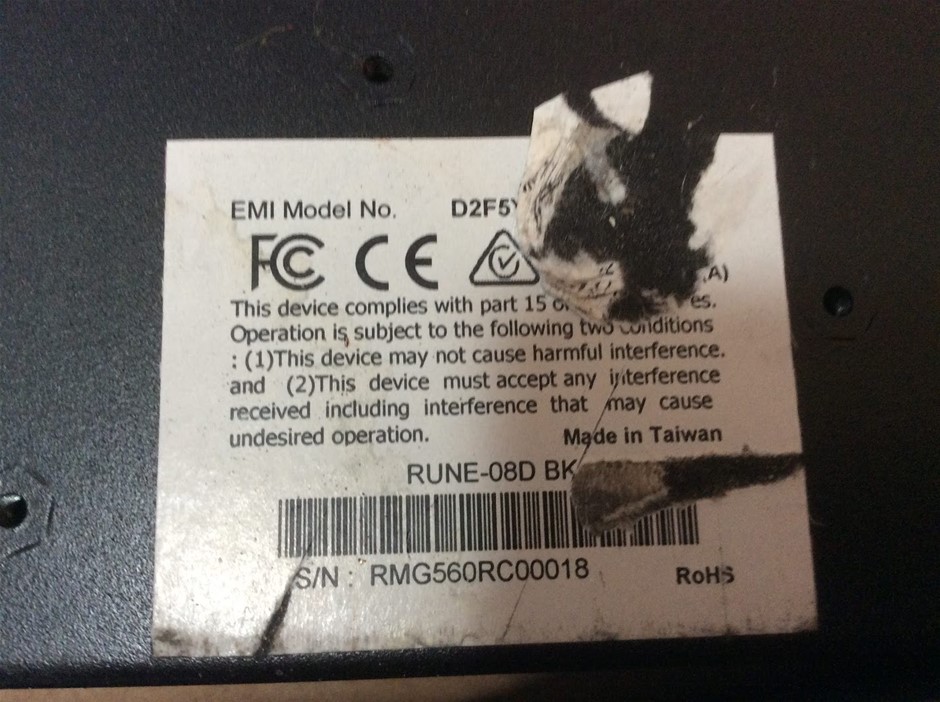 EMI Model No. D2F5
FC CE A)
This device complies with part 15 es.
Operation is subject to the following two conditions
: (1)This device may not cause harmful interference.
and (2)This device must accept any interference
received including interference that may cause
undesired operation. Made in Taiwan
RUNE-08D BK
S/N : RMG560RC00018 RoHS